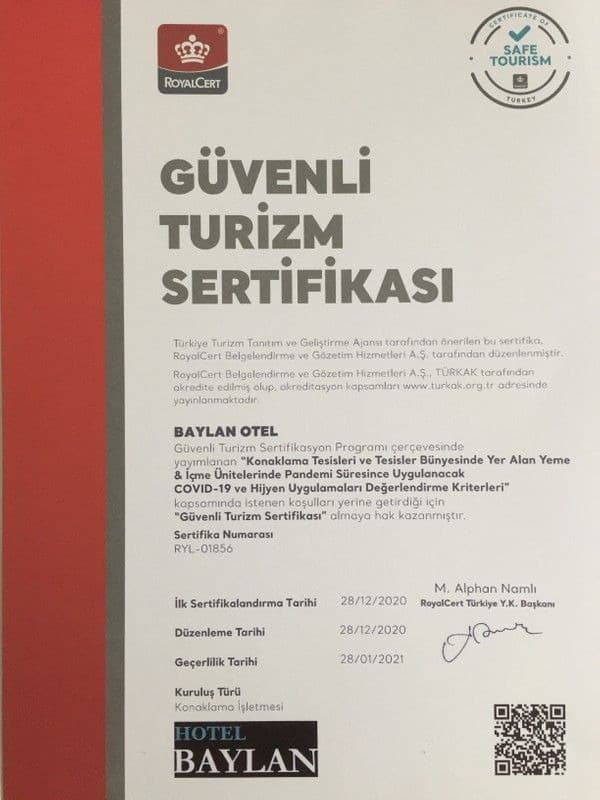 ROYALCERT
CERTIFICATE OF
SAFE
TOURISM
TURKEY
GÜVENLİ
TURİZM
SERTİFİKASI
Türkiye Turizm Tanıtım ve Geliştirme Ajansı tarafından önerilen bu sertifika,
RoyalCert Belgelendirme ve Gözetim Hizmetleri A.Ş. tarafından düzenlenmiştir.
RoyalCert Belgelendirme ve Gözetim Hizmetleri A.Ş., TÜRKAK tarafından
akredite edilmiş olup, akreditasyon kapsamları www.turkak.org.tr adresinde
yayınlanmaktadır.
BAYLAN OTEL
Güvenli Turizm Sertifikasyon Programı çerçevesinde
yayımlanan "Konaklama Tesisleri ve Tesisler Bünyesinde Yer Alan Yeme
& İçme Ünitelerinde Pandemi Süresince Uygulanacak
COVID-19 ve Hijyen Uygulamaları Değerlendirme Kriterleri"
kapsamında istenen koşulları yerine getirdiği için
"Güvenli Turizm Sertifikası" almaya hak kazanmıştır.
Sertifika Numarası
RYL-01856
M. Alphan Namlı
İlk Sertifikalandırma Tarihi 28/12/2020 RoyalCert Türkiye Y.K. Başkanı
Düzenleme Tarihi 28/12/2020
Geçerlilik Tarihi 28/01/2021
Kuruluş Türü
Konaklama İşletmesi
HOTEL
BAYLAN